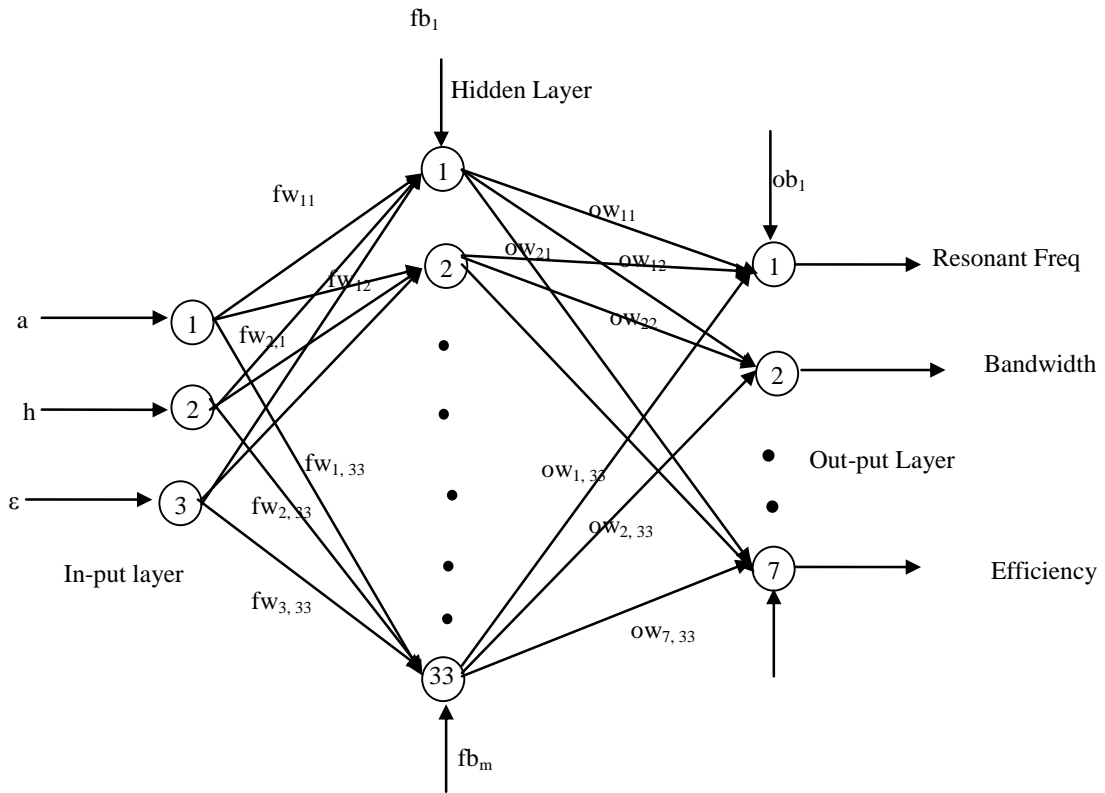 fb₁
Hidden Layer
1
fw₁₁
ob₁
ow₁₁
ow₂₁
ow₁₂
1
Resonant Freq
2
fw₁₂
a
1
fw₂,₁
ow₂₂
2
Bandwidth
h
2
fw₁, ₃₃
ow₁, ₃₃
Out-put Layer
ε
3
fw₂, ₃₃
ow₂, ₃₃
In-put layer
7
Efficiency
fw₃, ₃₃
ow₇, ₃₃
33
fbₘ